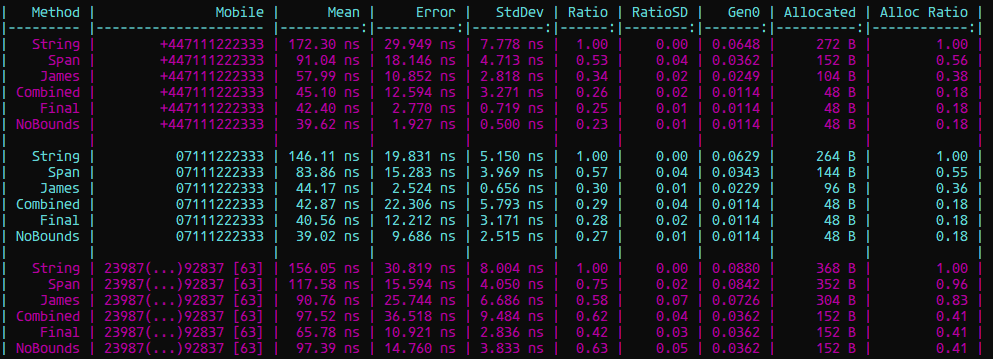 | Method | Mobile | Mean | Error | StdDev | Ratio | RatioSD | Gen0 | Allocated | Alloc Ratio |
|--------- |--------------------- |----------:|----------:|---------:|------:|--------:|-------:|----------:|------------:|
| String | +447111222333 | 172.30 ns | 29.949 ns | 7.778 ns | 1.00 | 0.00 | 0.0648 | 272 B | 1.00 |
| Span | +447111222333 | 91.04 ns | 18.146 ns | 4.713 ns | 0.53 | 0.04 | 0.0362 | 152 B | 0.56 |
| James | +447111222333 | 57.99 ns | 10.852 ns | 2.818 ns | 0.34 | 0.02 | 0.0249 | 104 B | 0.38 |
| Combined | +447111222333 | 45.10 ns | 12.594 ns | 3.271 ns | 0.26 | 0.02 | 0.0114 | 48 B | 0.18 |
| Final | +447111222333 | 42.40 ns | 2.770 ns | 0.719 ns | 0.25 | 0.01 | 0.0114 | 48 B | 0.18 |
| NoBounds | +447111222333 | 39.62 ns | 1.927 ns | 0.500 ns | 0.23 | 0.01 | 0.0114 | 48 B | 0.18 |
| | | | | | | | | | |
| String | 07111222333 | 146.11 ns | 19.831 ns | 5.150 ns | 1.00 | 0.00 | 0.0629 | 264 B | 1.00 |
| Span | 07111222333 | 83.86 ns | 15.283 ns | 3.969 ns | 0.57 | 0.04 | 0.0343 | 144 B | 0.55 |
| James | 07111222333 | 44.17 ns | 2.524 ns | 0.656 ns | 0.30 | 0.01 | 0.0229 | 96 B | 0.36 |
| Combined | 07111222333 | 42.87 ns | 22.306 ns | 5.793 ns | 0.29 | 0.04 | 0.0114 | 48 B | 0.18 |
| Final | 07111222333 | 40.56 ns | 12.212 ns | 3.171 ns | 0.28 | 0.02 | 0.0114 | 48 B | 0.18 |
| NoBounds | 07111222333 | 39.02 ns | 9.686 ns | 2.515 ns | 0.27 | 0.01 | 0.0114 | 48 B | 0.18 |
| | | | | | | | | | |
| String | 23987(...)92837 [63] | 156.05 ns | 30.819 ns | 8.004 ns | 1.00 | 0.00 | 0.0880 | 368 B | 1.00 |
| Span | 23987(...)92837 [63] | 117.58 ns | 15.594 ns | 4.050 ns | 0.75 | 0.02 | 0.0842 | 352 B | 0.96 |
| James | 23987(...)92837 [63] | 90.76 ns | 25.744 ns | 6.686 ns | 0.58 | 0.07 | 0.0726 | 304 B | 0.83 |
| Combined | 23987(...)92837 [63] | 97.52 ns | 36.518 ns | 9.484 ns | 0.62 | 0.04 | 0.0362 | 152 B | 0.41 |
| Final | 23987(...)92837 [63] | 65.78 ns | 10.921 ns | 2.836 ns | 0.42 | 0.03 | 0.0362 | 152 B | 0.41 |
| NoBounds | 23987(...)92837 [63] | 97.39 ns | 14.760 ns | 3.833 ns | 0.63 | 0.05 | 0.0362 | 152 B | 0.41 |